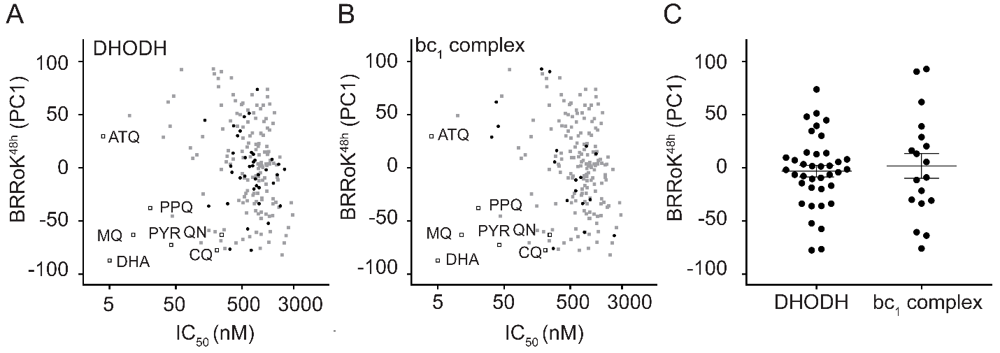 A
DHODH
BRRoK48h (PC1)
100
50
0
-50
-100
ATQ
PPQ
MQ
PYR
QN
CQ
DHA
5
50
500
3000
IC50 (nM)
B
bc1 complex
BRRoK48h (PC1)
100
50
0
-50
-100
ATQ
PPQ
MQ
PYR
QN
CQ
DHA
5
50
500
3000
IC50 (nM)
C
BRRoK48h (PC1)
100
50
0
-50
-100
DHODH
bc1 complex